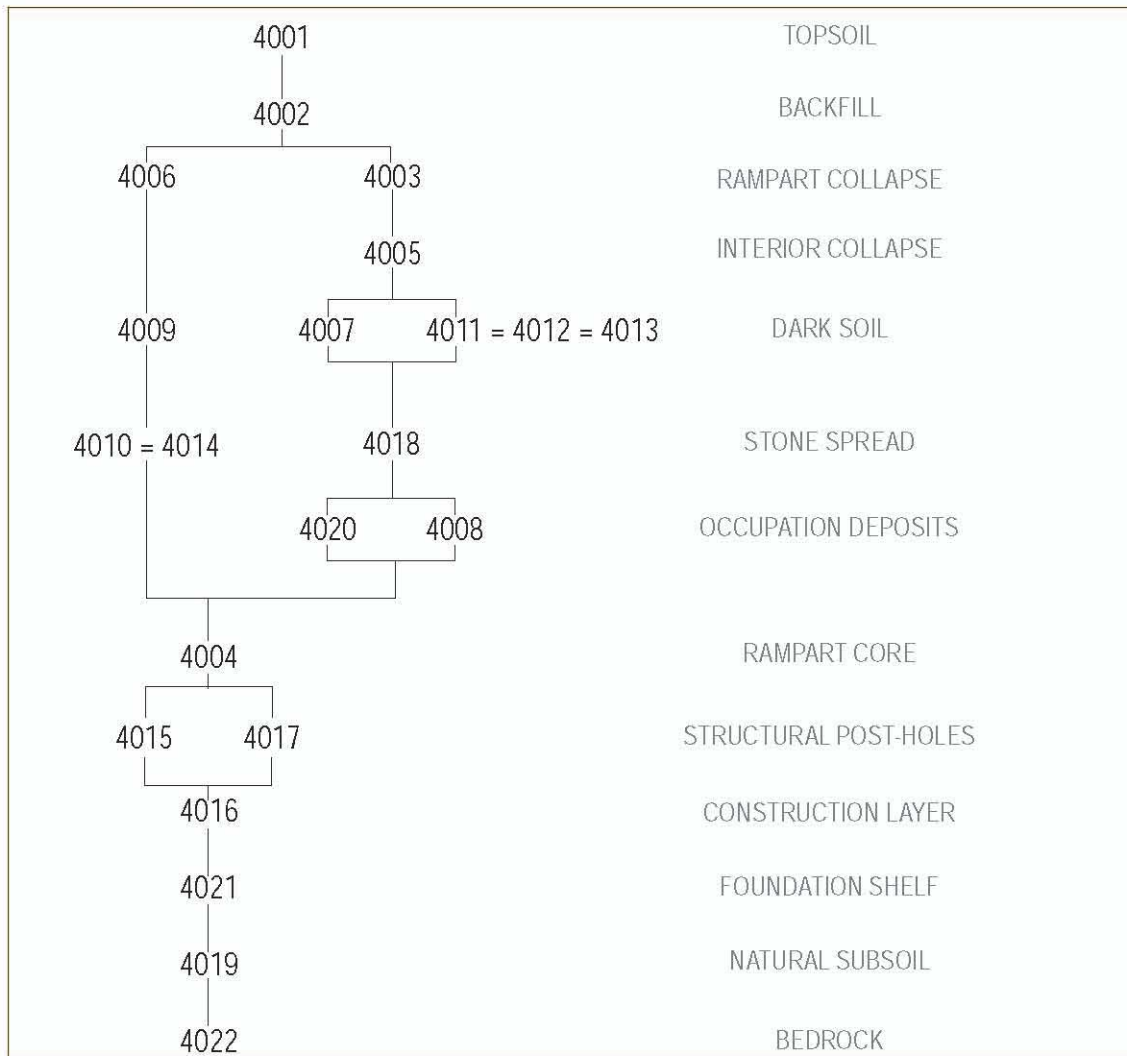 4001 TOPSOIL
4002 BACKFILL
4006 4003 RAMPART COLLAPSE
4005 INTERIOR COLLAPSE
4009 4007 4011 = 4012 = 4013 DARK SOIL
4010 = 4014 4018 STONE SPREAD
4020 4008 OCCUPATION DEPOSITS
4004 RAMPART CORE
4015 4017 STRUCTURAL POST-HOLES
4016 CONSTRUCTION LAYER
4021 FOUNDATION SHELF
4019 NATURAL SUBSOIL
4022 BEDROCK